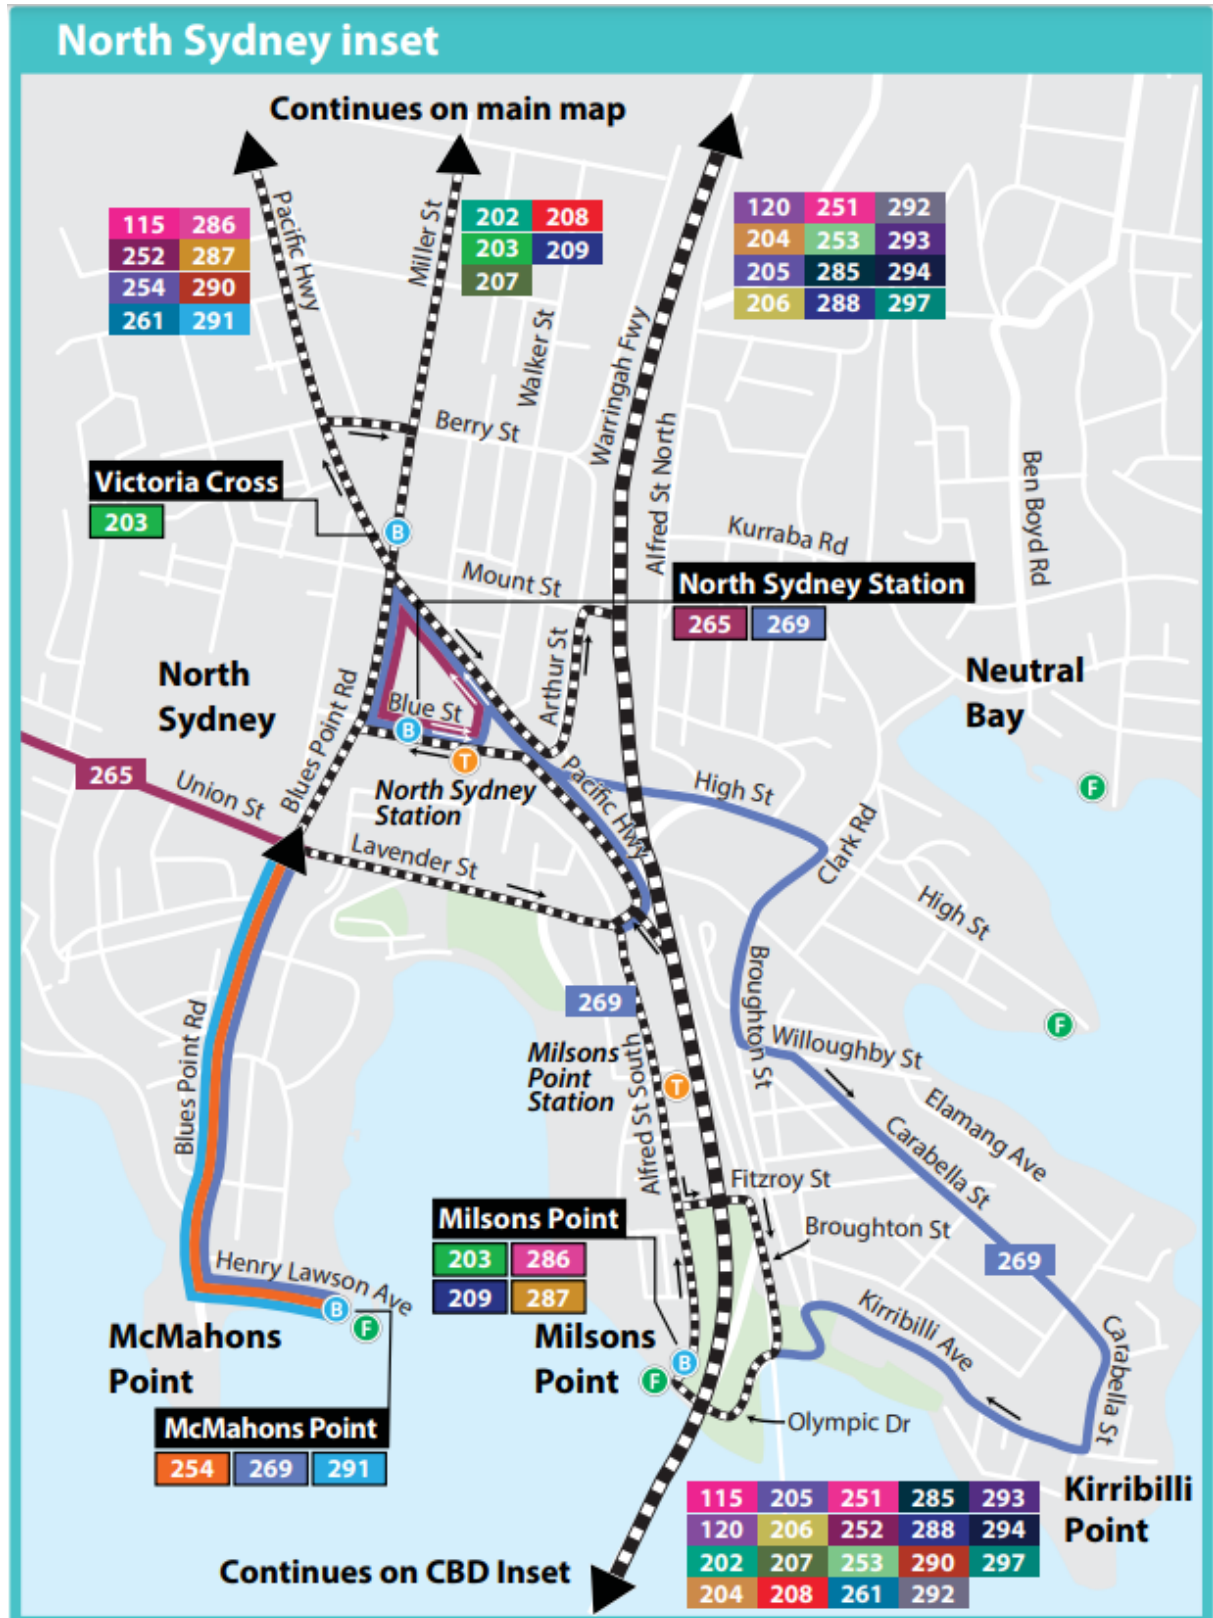 North Sydney inset
Continues on main map
Pacific Hwy
Miller St
115 286
252 287
254 290
261 291
202 208
203 209
207
120 251 292
204 253 293
205 285 294
206 288 297
Walker St
Warringah Fwy
Berry St
Alfred St North
Ben Boyd Rd
Victoria Cross
203
B
Kurraba Rd
Mount St
North Sydney Station
265 269
Arthur St
North
Sydney
Neutral
Bay
Blues Point Rd
Blue St
B
T
265
Union St
North Sydney
Station
Pacific Hwy
High St
F
Lavender St
Clark Rd
High St
Broughton St
269
F
Willoughby St
Milsons
Point
Station
T
Blues Point Rd
Alfred St South
Elamang Ave
Carabella St
Fitzroy St
Milsons Point
203 286
209 287
Broughton St
269
Henry Lawson Ave
B
F
McMahons
Point
Milsons
Point
B
F
Kirribilli Ave
Carabella St
Olympic Dr
McMahons Point
254 269 291
115 205 251 285 293
120 206 252 288 294
202 207 253 290 297
204 208 261 292
Kirribilli
Point
Continues on CBD Inset